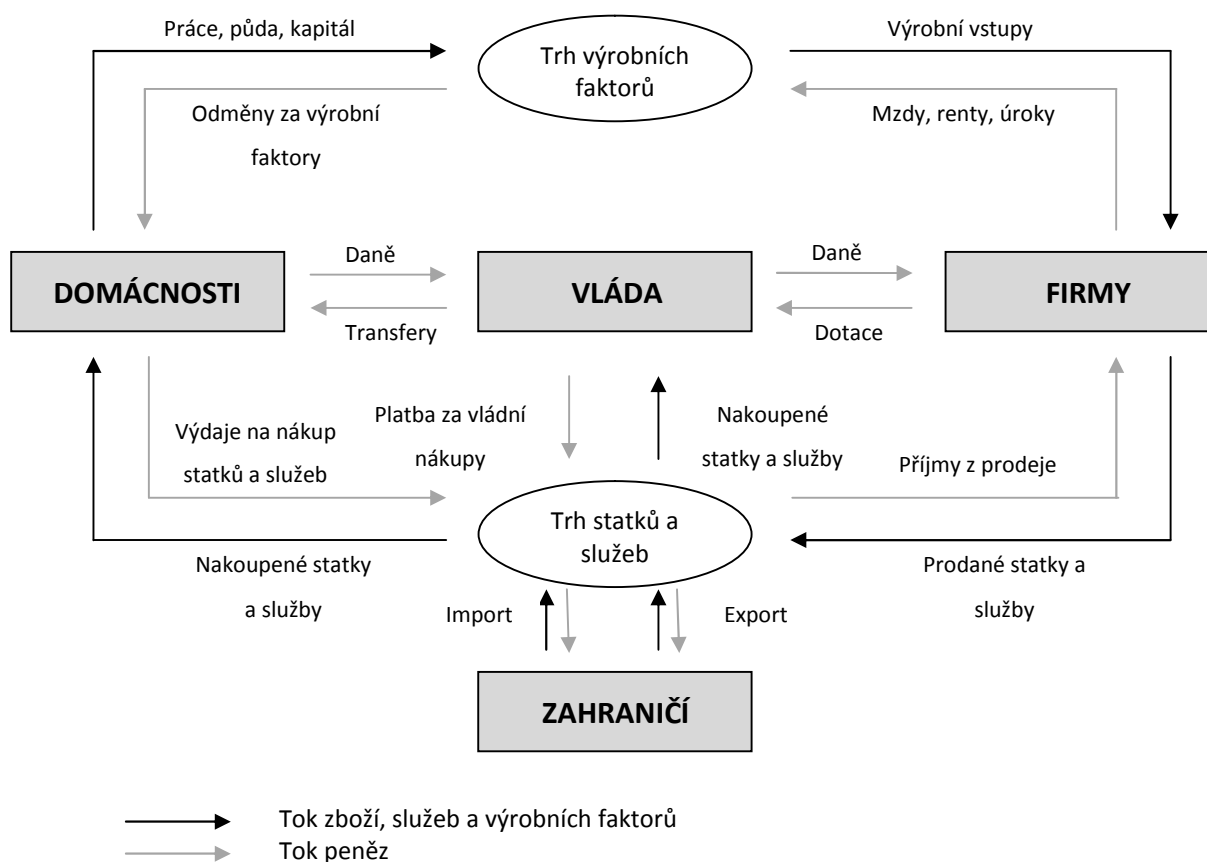 Práce, půda, kapitál
Trh výrobních
faktorů
Výrobní vstupy
Odměny za výrobní
faktory
Mzdy, renty, úroky
DOMÁCNOSTI
Daně
Transfery
VLÁDA
Daně
Dotace
FIRMY
Výdaje na nákup
statků a služeb
Platba za vládní
nákupy
Nakoupené
statky a služby
Příjmy z prodeje
Trh statků a
služeb
Nakoupené statky
a služby
Prodané statky a
služby
Import
Export
ZAHRANIČÍ
Tok zboží, služeb a výrobních faktorů
Tok peněz